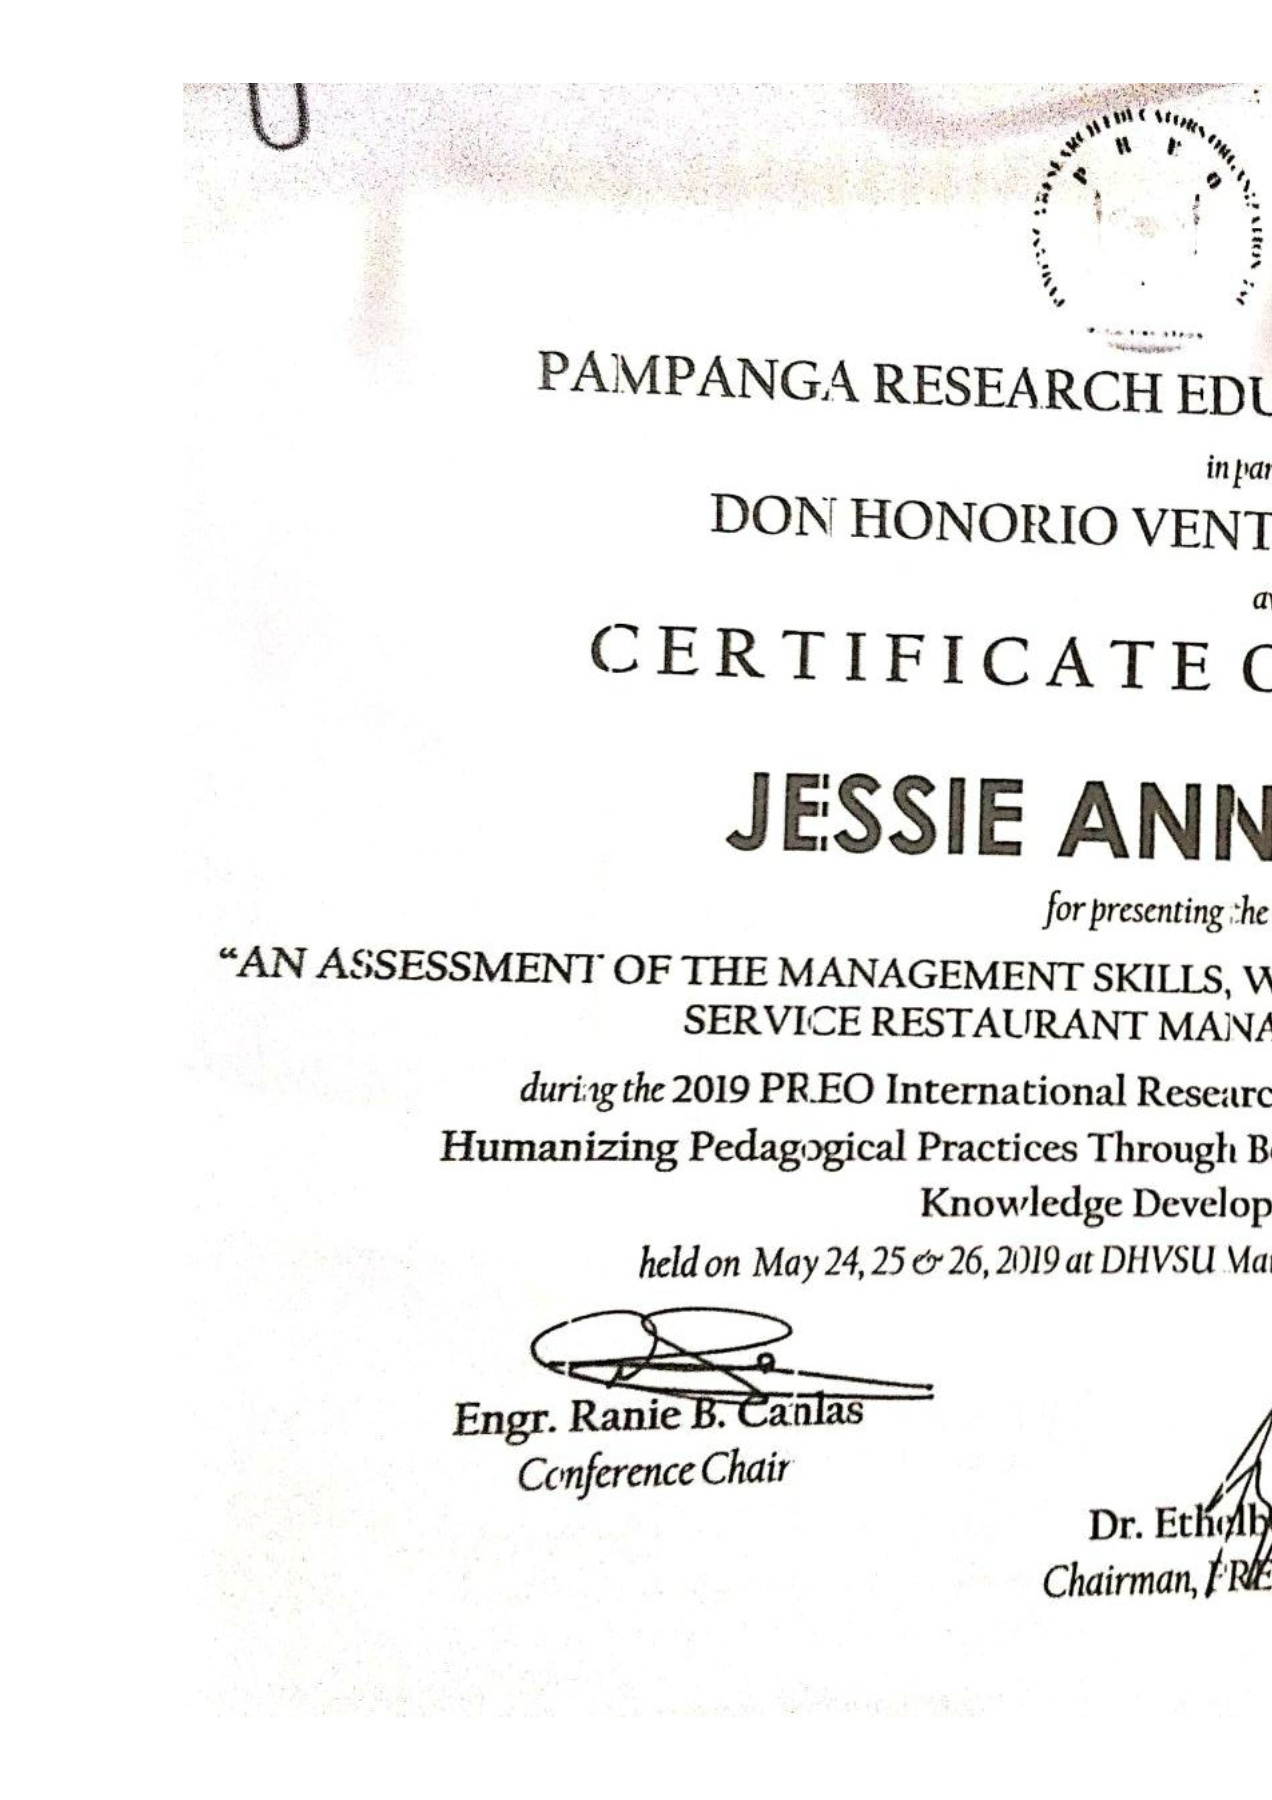 P R E O
PAMPANGA RESEARCH EDU
in par
DON HONORIO VENT
CERTIFICATE O
JESSIE ANN
for presenting the
“AN ASSESSMENT OF THE MANAGEMENT SKILLS, W
SERVICE RESTAURANT MANA
during the 2019 PREO International Researc
Humanizing Pedagogical Practices Through B
Knowledge Develop
held on May 24, 25 & 26, 2019 at DHVSU Mai
Engr. Ranie B. Canlas
Conference Chair
Dr. Ethelb
Chairman, PRE